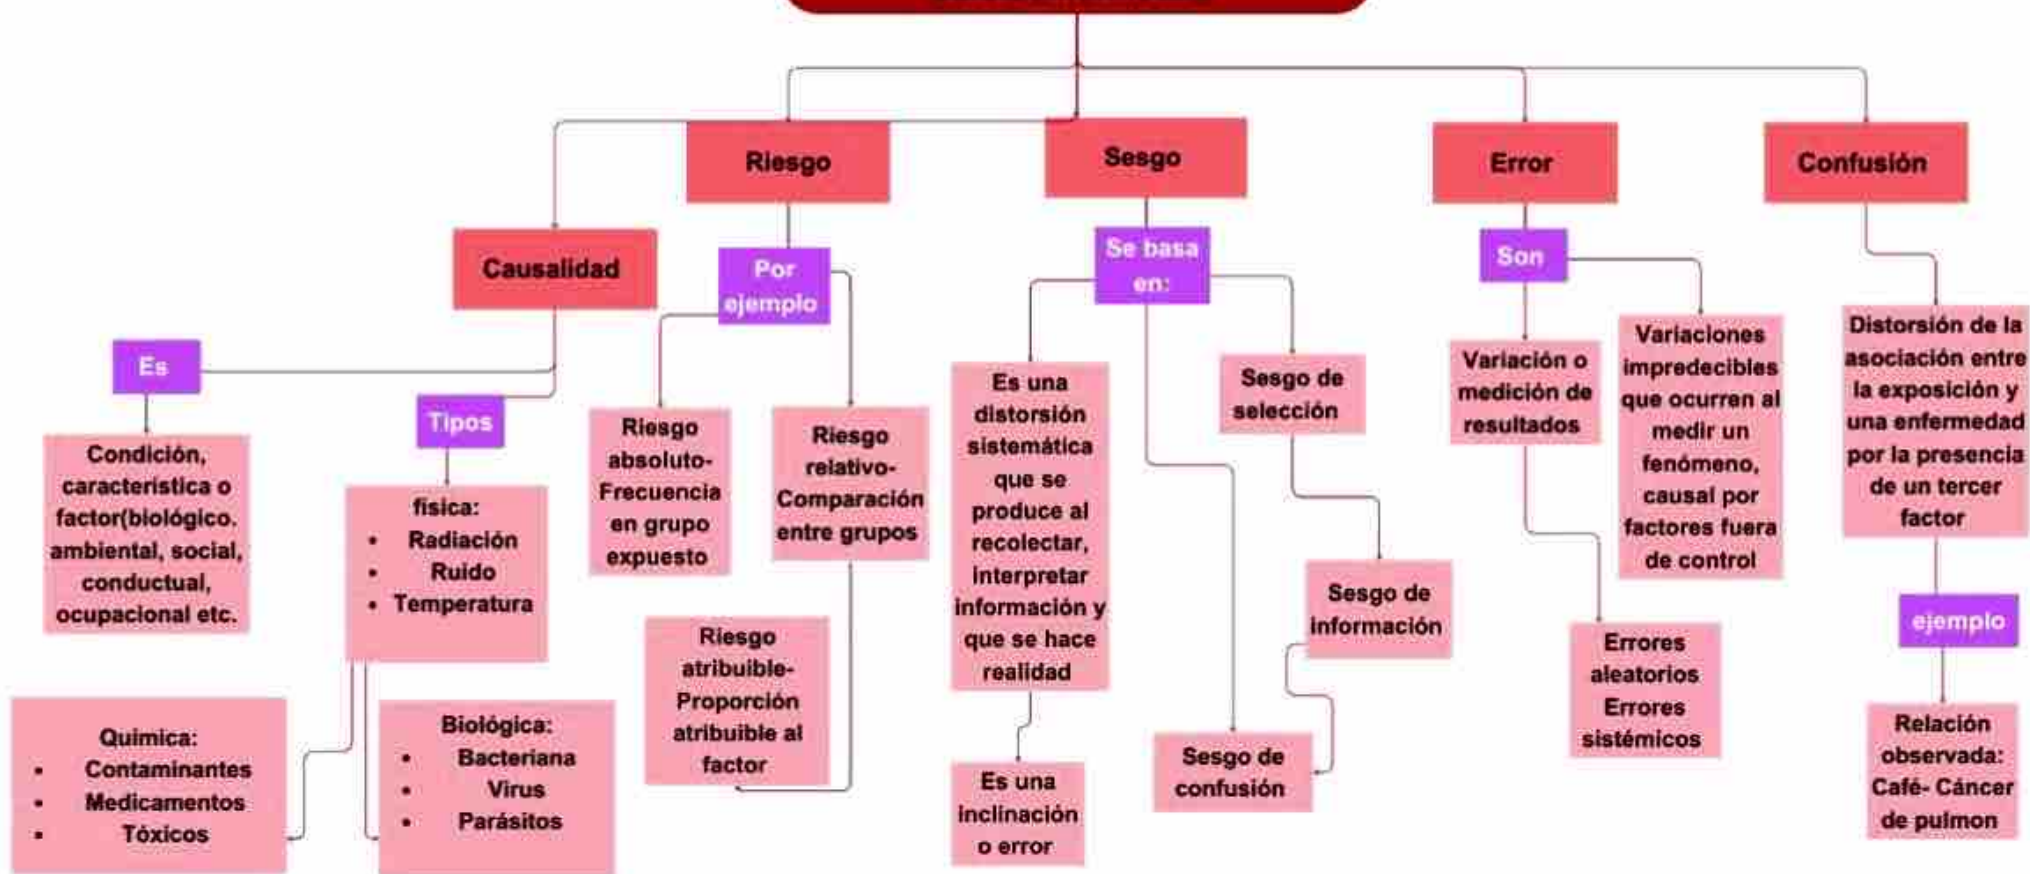 Riesgo
Sesgo
Error
Confusión
Causalidad
Es
Condición,
característica o
factor(biológico.
ambiental, social,
conductual,
ocupacional etc.
Tipos
fisica:
• Radiación
• Ruido
• Temperatura
Quimica:
• Contaminantes
• Medicamentos
• Tóxicos
Biológica:
• Bacteriana
• Virus
• Parásitos
Por
ejemplo
Riesgo
absoluto-
Frecuencia
en grupo
expuesto
Riesgo
relativo-
Comparación
entre grupos
Riesgo
atribuible-
Proporción
atribuible al
factor
Se basa
en:
Es una
distorsión
sistemática
que se
produce al
recolectar,
interpretar
información y
que se hace
realidad
Es una
inclinación
o error
Sesgo de
selección
Sesgo de
información
Sesgo de
confusión
Son
Variación o
medición de
resultados
Variaciones
impredecibles
que ocurren al
medir un
fenómeno,
causal por
factores fuera
de control
Errores
aleatorios
Errores
sistémicos
Distorsión de la
asociación entre
la exposición y
una enfermedad
por la presencia
de un tercer
factor
ejemplo
Relación
observada:
Café- Cáncer
de pulmon